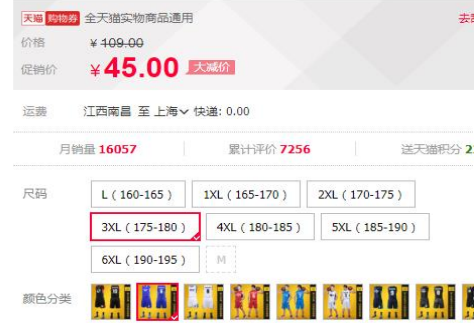 天猫 购物券 全天猫实物商品通用
价格 ¥109.00
促销价 ¥45.00 大减价
运费 江西南昌 至 上海 快递: 0.00
月销量 16057 累计评价 7256 送天猫积分
尺码 L（160-165） 1XL（165-170） 2XL（170-175）
3XL（175-180） 4XL（180-185） 5XL（185-190）
6XL（190-195） M
颜色分类